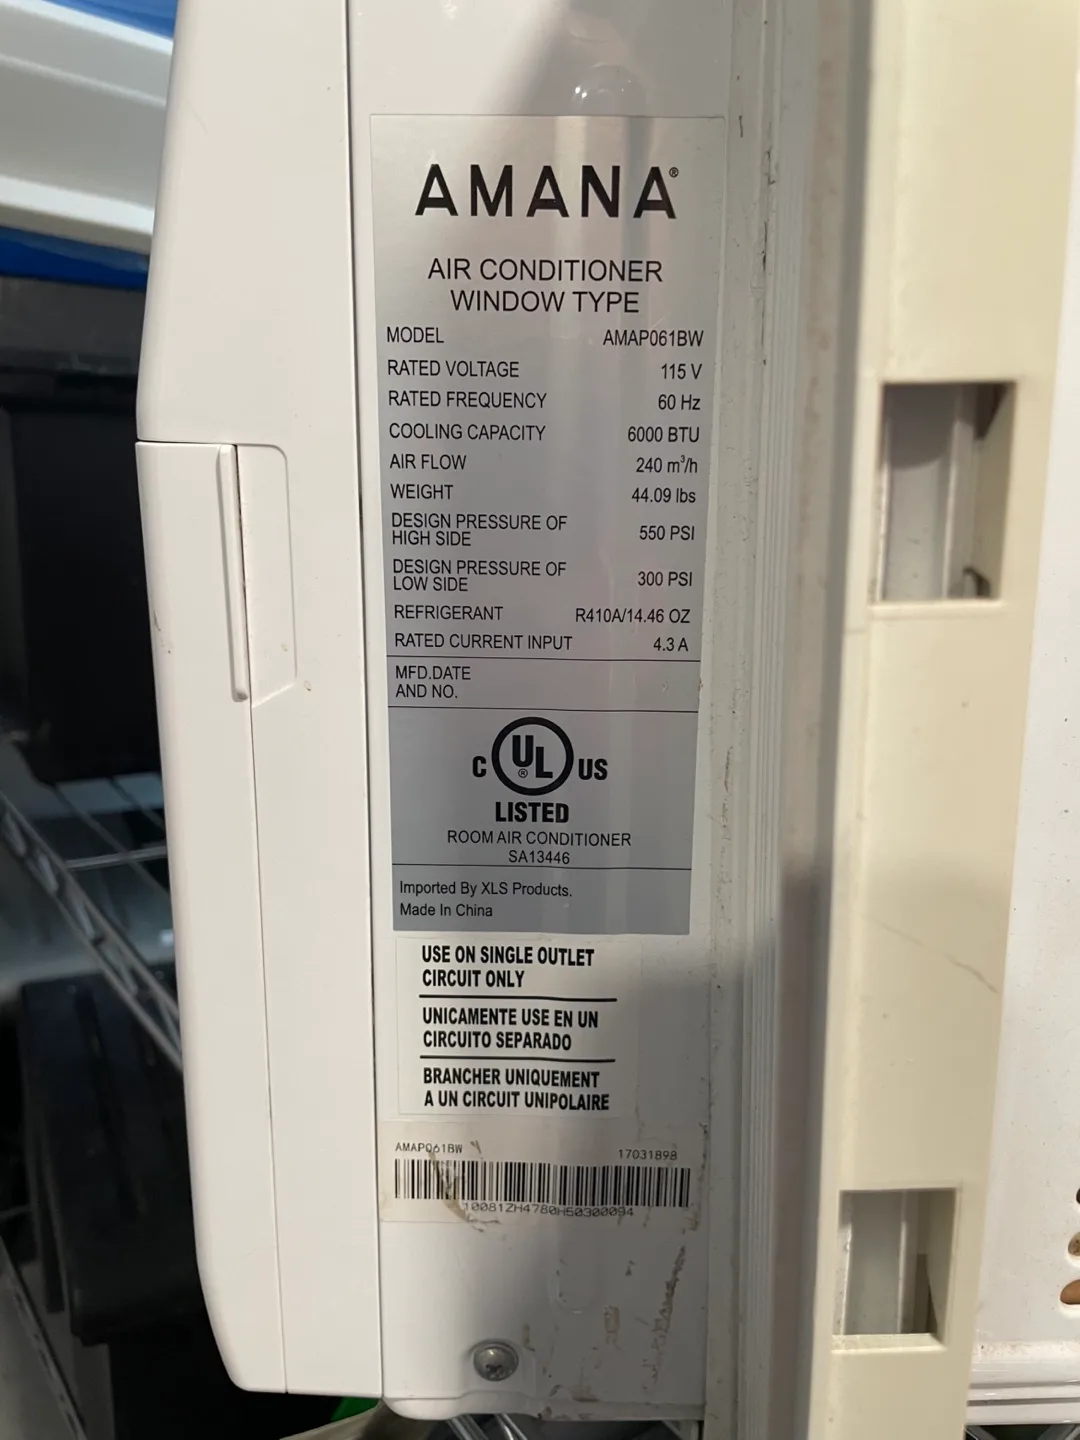 AMANA®
AIR CONDITIONER
WINDOW TYPE
MODEL AMAP061BW
RATED VOLTAGE 115 V
RATED FREQUENCY 60 Hz
COOLING CAPACITY 6000 BTU
AIR FLOW 240 m³/h
WEIGHT 44.09 lbs
DESIGN PRESSURE OF
HIGH SIDE 550 PSI
DESIGN PRESSURE OF
LOW SIDE 300 PSI
REFRIGERANT R410A/14.46 OZ
RATED CURRENT INPUT 4.3 A
MFD.DATE
AND NO.
C UL® US
LISTED
ROOM AIR CONDITIONER
SA13446
Imported By XLS Products.
Made In China
USE ON SINGLE OUTLET
CIRCUIT ONLY
UNICAMENTE USE EN UN
CIRCUITO SEPARADO
BRANCHER UNIQUEMENT
A UN CIRCUIT UNIPOLAIRE
AMAP061BW 17031898
10081ZH4780H50300094